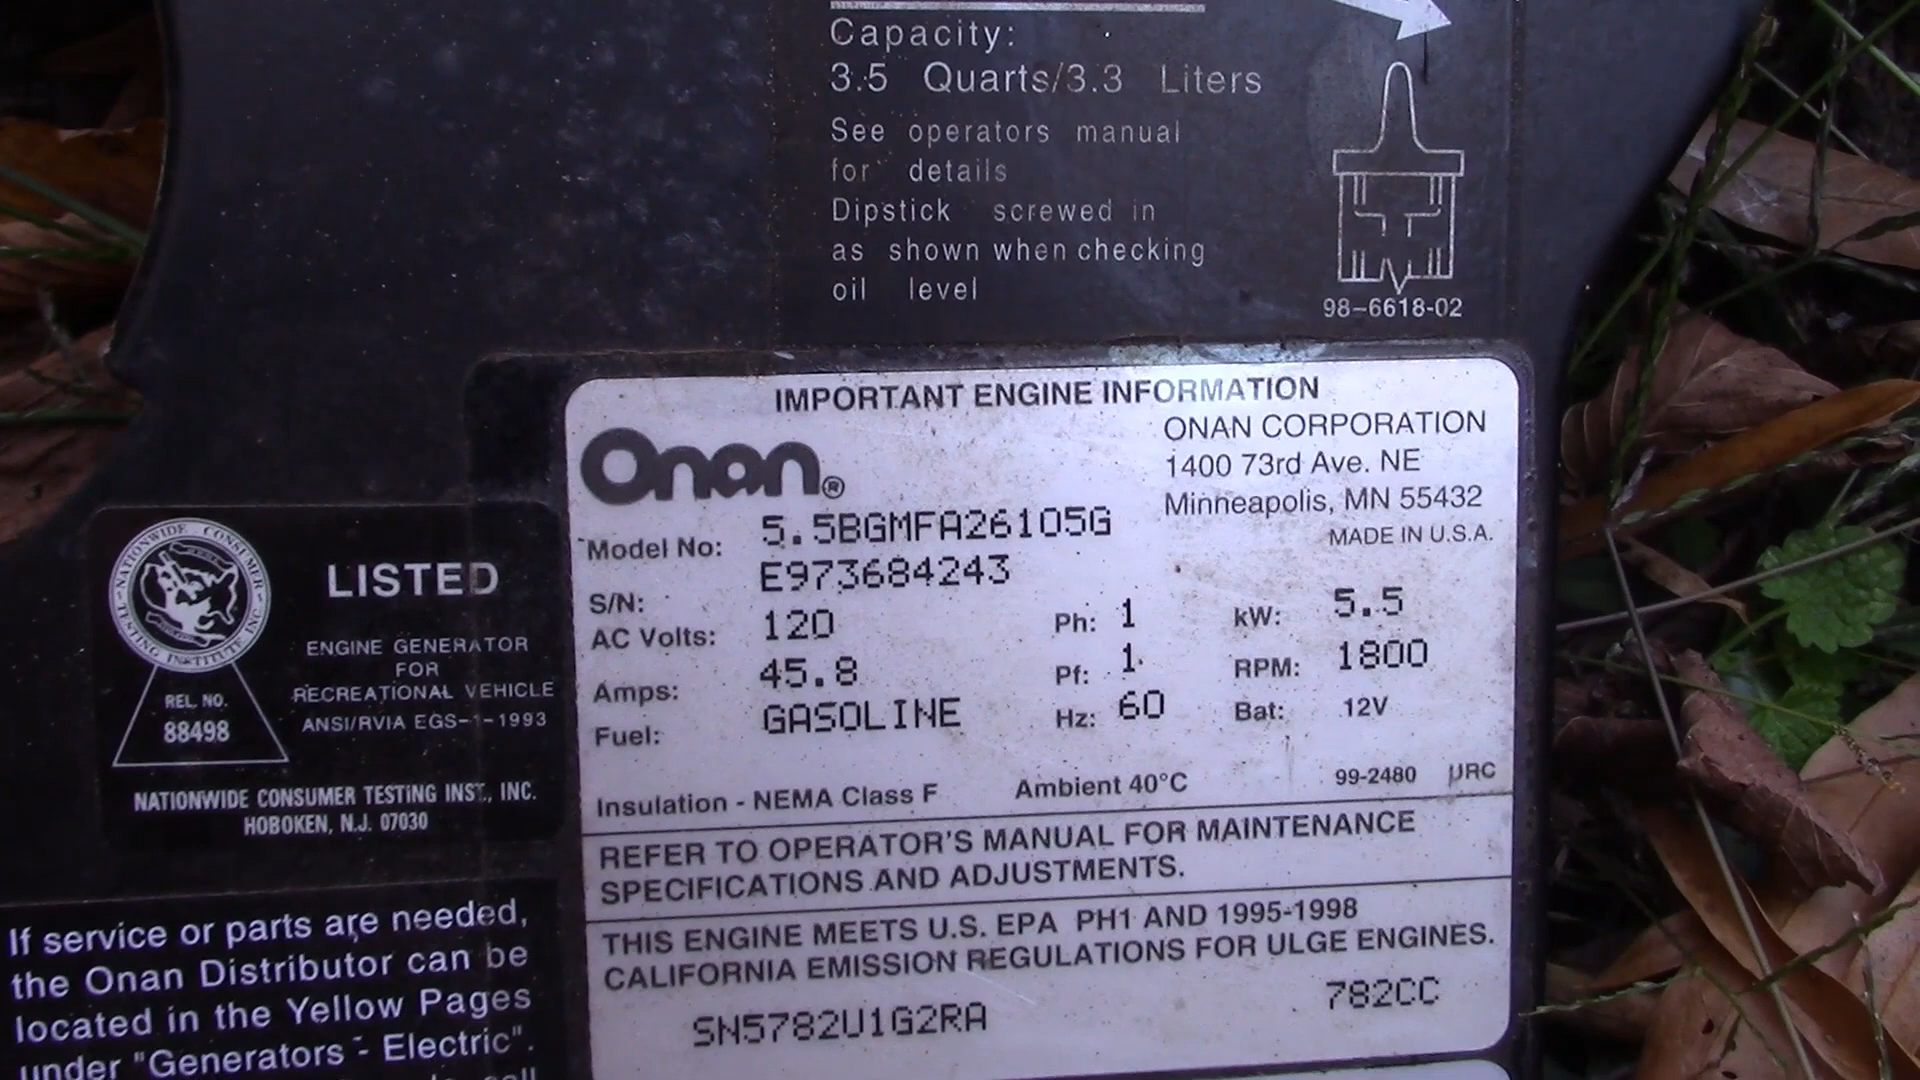 Capacity:
3.5 Quarts/3.3 Liters
See operators manual
for details
Dipstick screwed in
as shown when checking
oil level
98-6618-02
IMPORTANT ENGINE INFORMATION
Onan®
ONAN CORPORATION
1400 73rd Ave. NE
Minneapolis, MN 55432
MADE IN U.S.A.
Model No: 5.5BGMFA26105G
S/N: E973684243
AC Volts: 120 Ph: 1 kW: 5.5
Amps: 45.8 Pf: 1. RPM: 1800
Fuel: GASOLINE Hz: 60 Bat: 12V
Insulation - NEMA Class F Ambient 40°C 99-2480
REFER TO OPERATOR'S MANUAL FOR MAINTENANCE
SPECIFICATIONS AND ADJUSTMENTS.
THIS ENGINE MEETS U.S. EPA PH1 AND 1995-1998
CALIFORNIA EMISSION REGULATIONS FOR ULGE ENGINES.
SN5782U1G2RA 782CC
NATIONWIDE CONSUMER
TESTING INSTITUTE INC
REL. NO.
88498
LISTED
ENGINE GENERATOR
FOR
RECREATIONAL VEHICLE
ANSI/RVIA EGS-1-1993
NATIONWIDE CONSUMER TESTING INST., INC.
HOBOKEN, N.J. 07030
If service or parts are needed,
the Onan Distributor can be
located in the Yellow Pages
under "Generators - Electric".